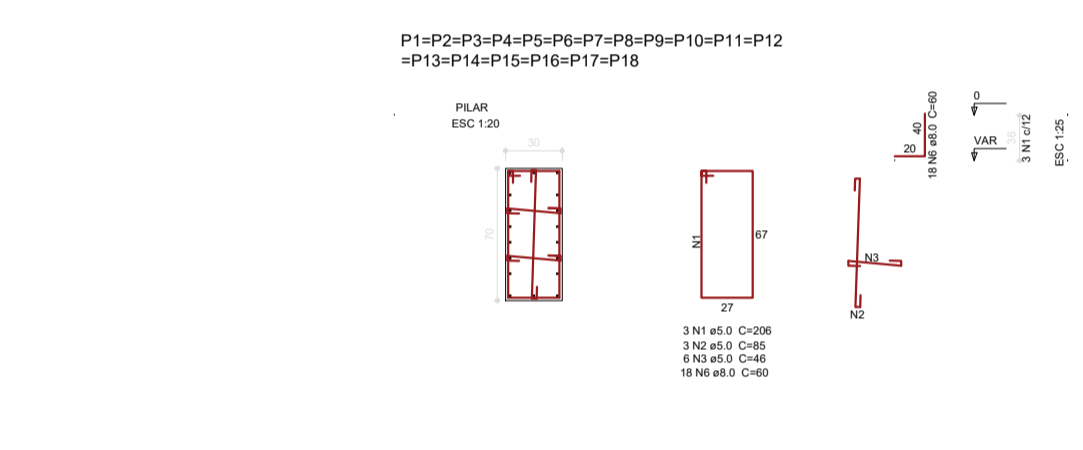 P1=P2=P3=P4=P5=P6=P7=P8=P9=P10=P11=P12
=P13=P14=P15=P16=P17=P18
PILAR
ESC 1:20
30
70
N1
67
27
3 N1 ø5.0 C=206
3 N2 ø5.0 C=85
6 N3 ø5.0 C=46
18 N6 ø8.0 C=60
N3
N2
20
40
18 N6 ø8.0 C=60
0
VAR
36
3 N1 c/12
ESC 1:25